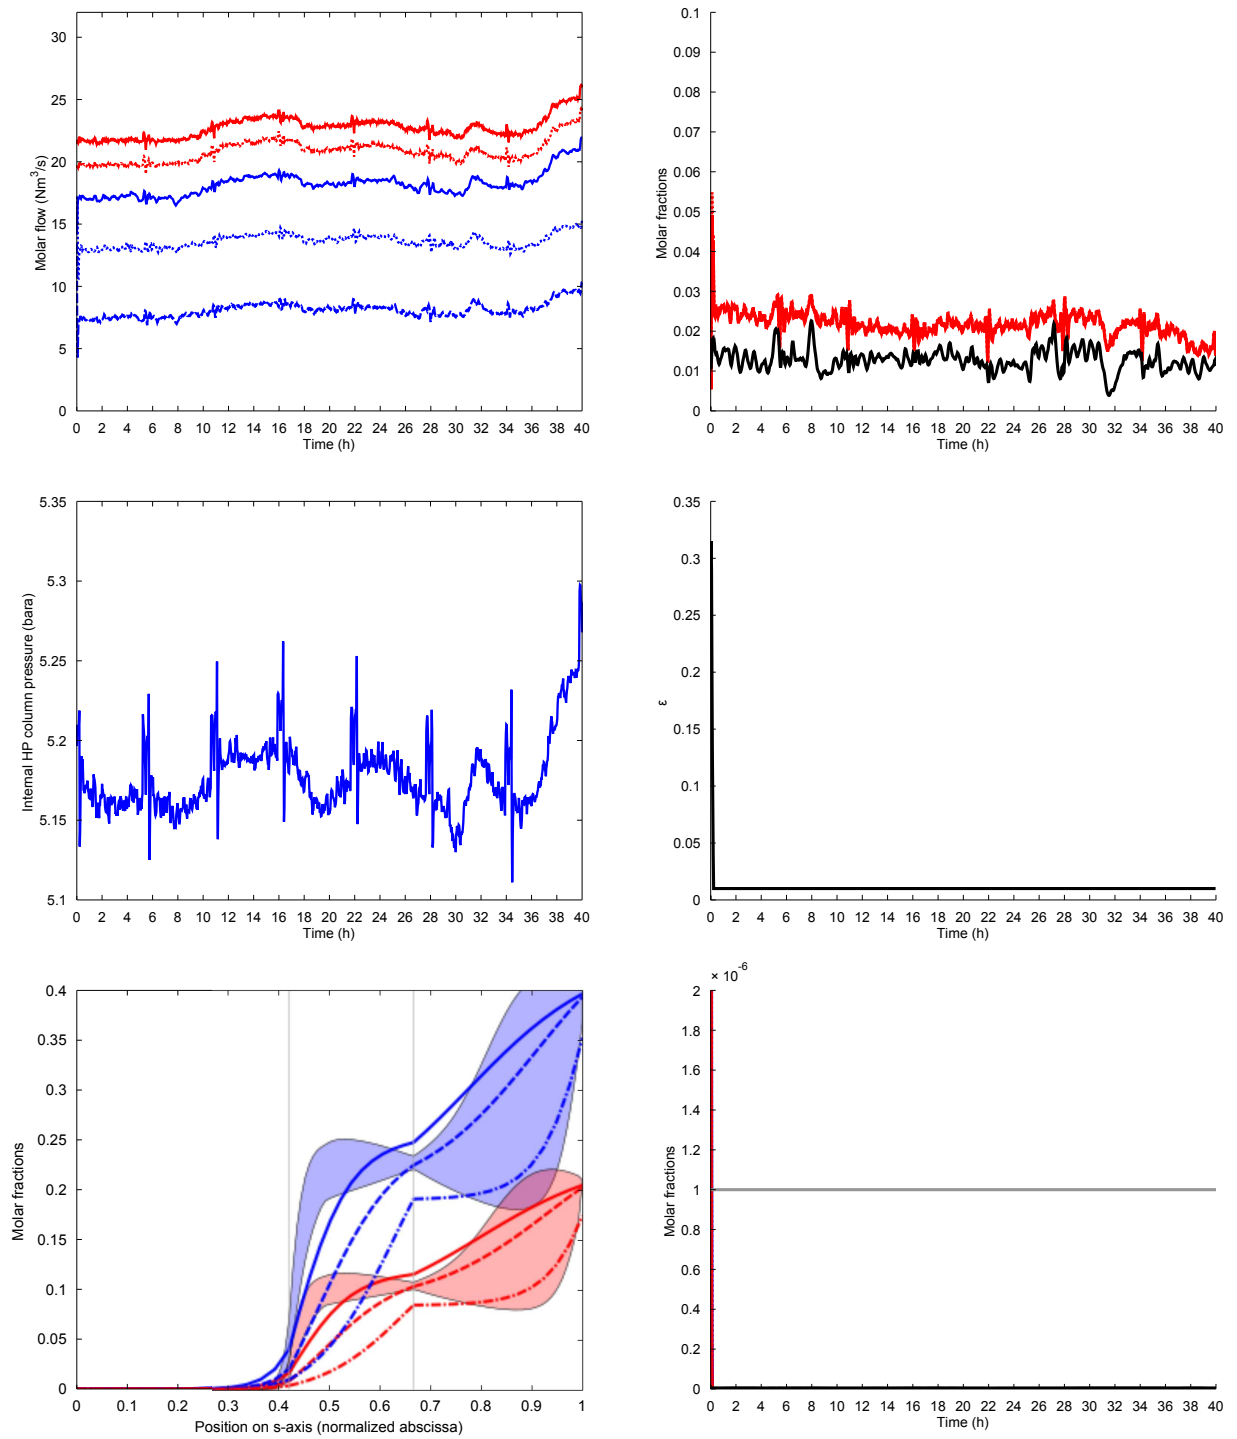 30
25
20
15
10
5
0
Molar flow (Nm³/s)
0 2 4 6 8 10 12 14 16 18 20 22 24 26 28 30 32 34 36 38 40
Time (h)
0.1
0.09
0.08
0.07
0.06
0.05
0.04
0.03
0.02
0.01
0
Molar fractions
0 2 4 6 8 10 12 14 16 18 20 22 24 26 28 30 32 34 36 38 40
Time (h)
5.35
5.3
5.25
5.2
5.15
5.1
Internal HP column pressure (bara)
0 2 4 6 8 10 12 14 16 18 20 22 24 26 28 30 32 34 36 38 40
Time (h)
0.35
0.3
0.25
0.2
0.15
0.1
0.05
0
ε
0 2 4 6 8 10 12 14 16 18 20 22 24 26 28 30 32 34 36 38 40
Time (h)
0.4
0.35
0.3
0.25
0.2
0.15
0.1
0.05
0
Molar fractions
0 0.1 0.2 0.3 0.4 0.5 0.6 0.7 0.8 0.9 1
Position on s-axis (normalized abscissa)
× 10⁻⁶
2
1.8
1.6
1.4
1.2
1
0.8
0.6
0.4
0.2
0
Molar fractions
0 2 4 6 8 10 12 14 16 18 20 22 24 26 28 30 32 34 36 38 40
Time (h)